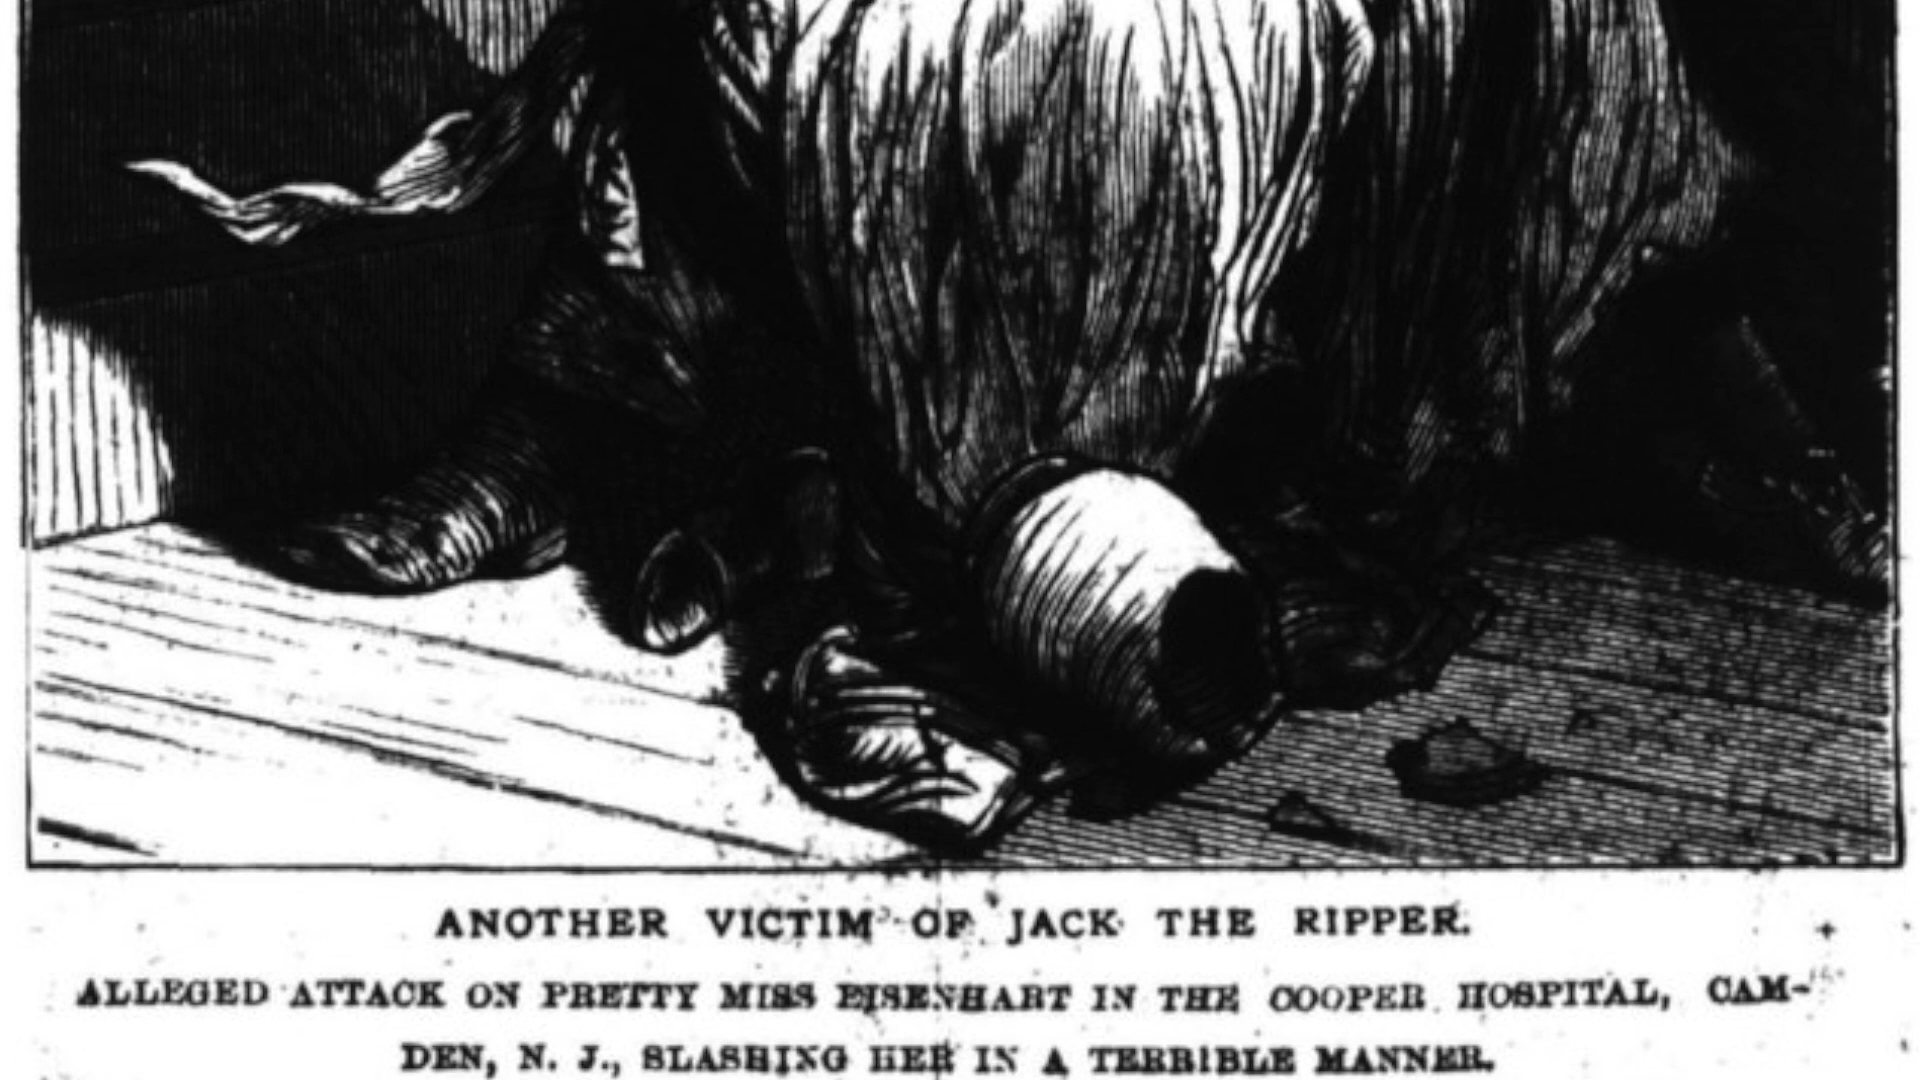 ANOTHER VICTIM OF JACK THE RIPPER.
ALLEGED ATTACK ON PRETTY MISS EISENHART IN THE COOPER HOSPITAL, CAM-
DEN, N. J., SLASHING HER IN A TERRIBLE MANNER.